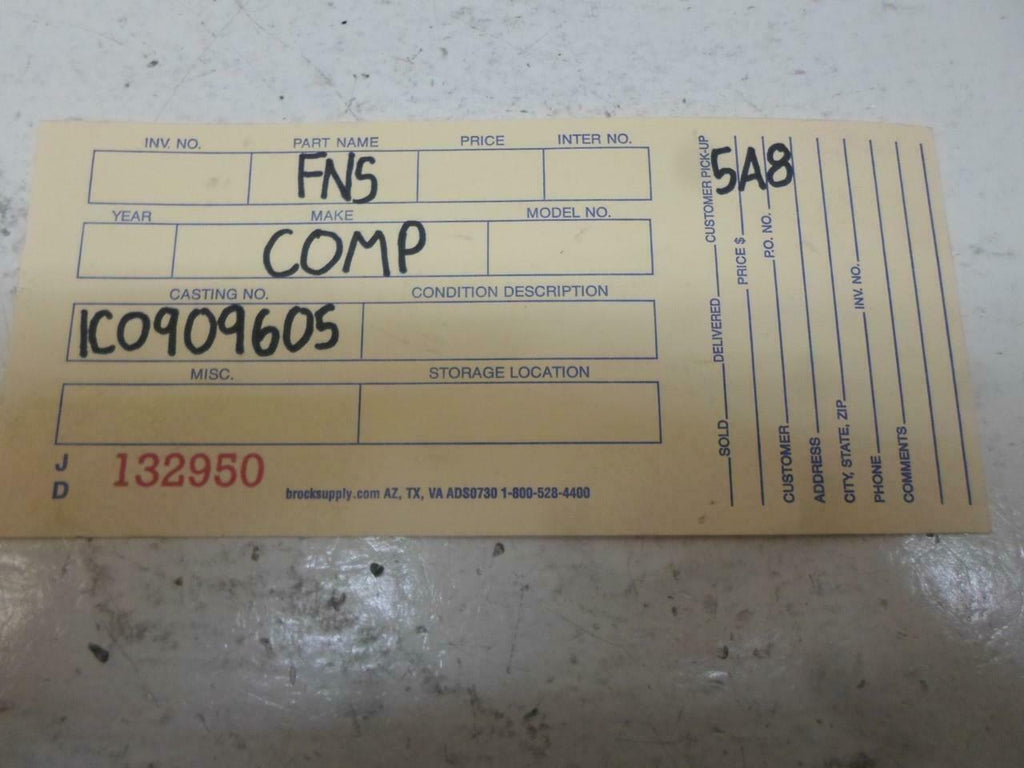 INV. NO. PART NAME PRICE INTER NO.
FNS
YEAR MAKE MODEL NO.
COMP
CASTING NO. CONDITION DESCRIPTION
1C0909605
MISC. STORAGE LOCATION
J
D
132950
brocksupply.com AZ, TX, VA ADS0730 1-800-528-4400
5A8
SOLD DELIVERED CUSTOMER PICK-UP
PRICE $
CUSTOMER P.O. NO.
ADDRESS
CITY, STATE, ZIP INV. NO.
PHONE
COMMENTS